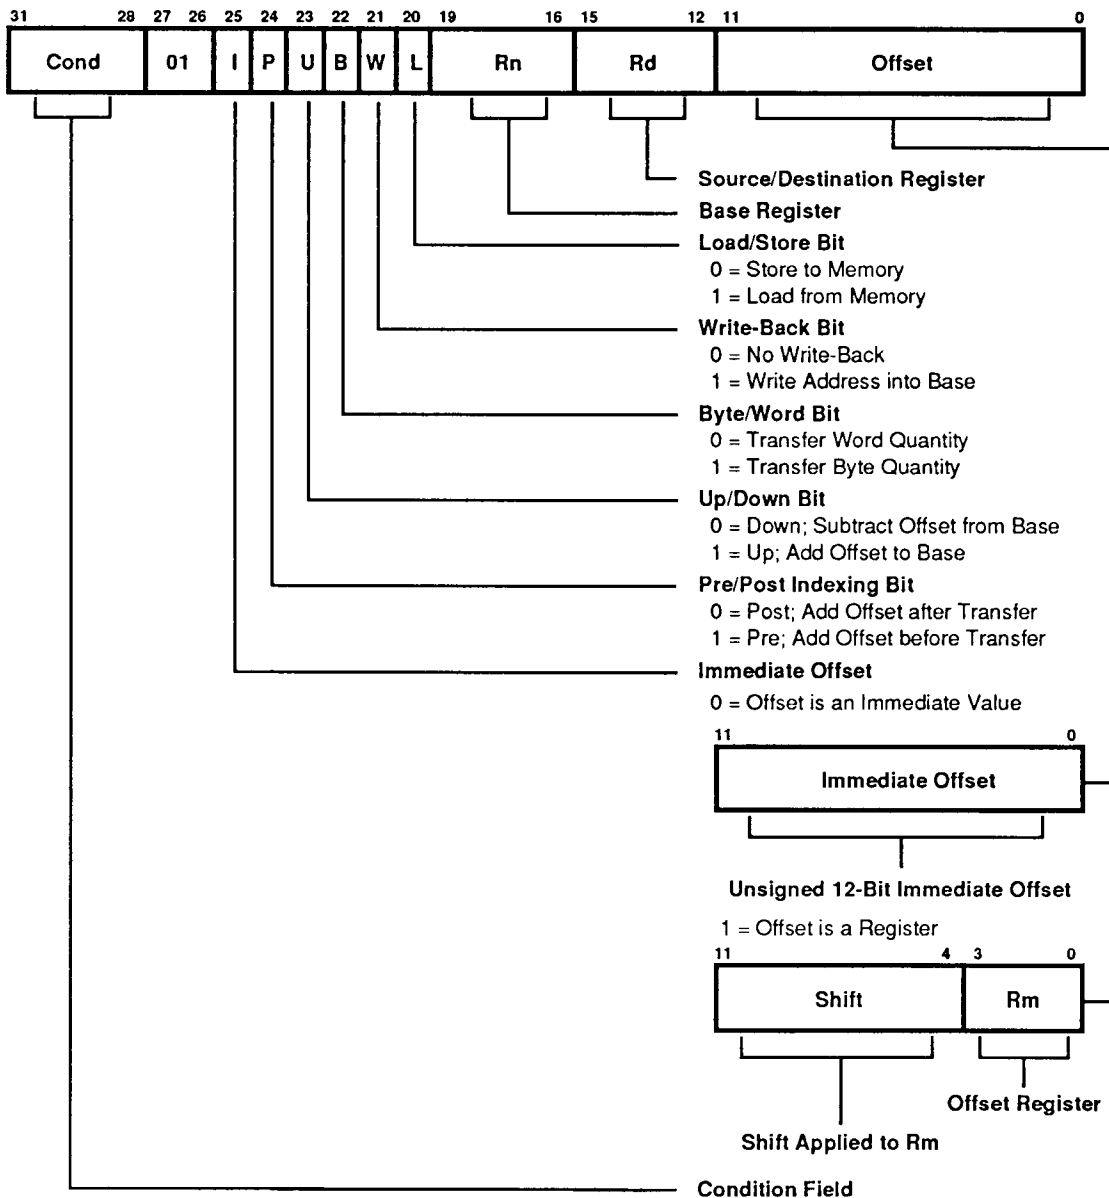 31 28 27 26 25 24 23 22 21 20 19 16 15 12 11 0
Cond 01 I P U B W L Rn Rd Offset
Source/Destination Register
Base Register
Load/Store Bit
0 = Store to Memory
1 = Load from Memory
Write-Back Bit
0 = No Write-Back
1 = Write Address into Base
Byte/Word Bit
0 = Transfer Word Quantity
1 = Transfer Byte Quantity
Up/Down Bit
0 = Down; Subtract Offset from Base
1 = Up; Add Offset to Base
Pre/Post Indexing Bit
0 = Post; Add Offset after Transfer
1 = Pre; Add Offset before Transfer
Immediate Offset
0 = Offset is an Immediate Value
11 0
Immediate Offset
Unsigned 12-Bit Immediate Offset
1 = Offset is a Register
11 4 3 0
Shift Rm
Offset Register
Shift Applied to Rm
Condition Field